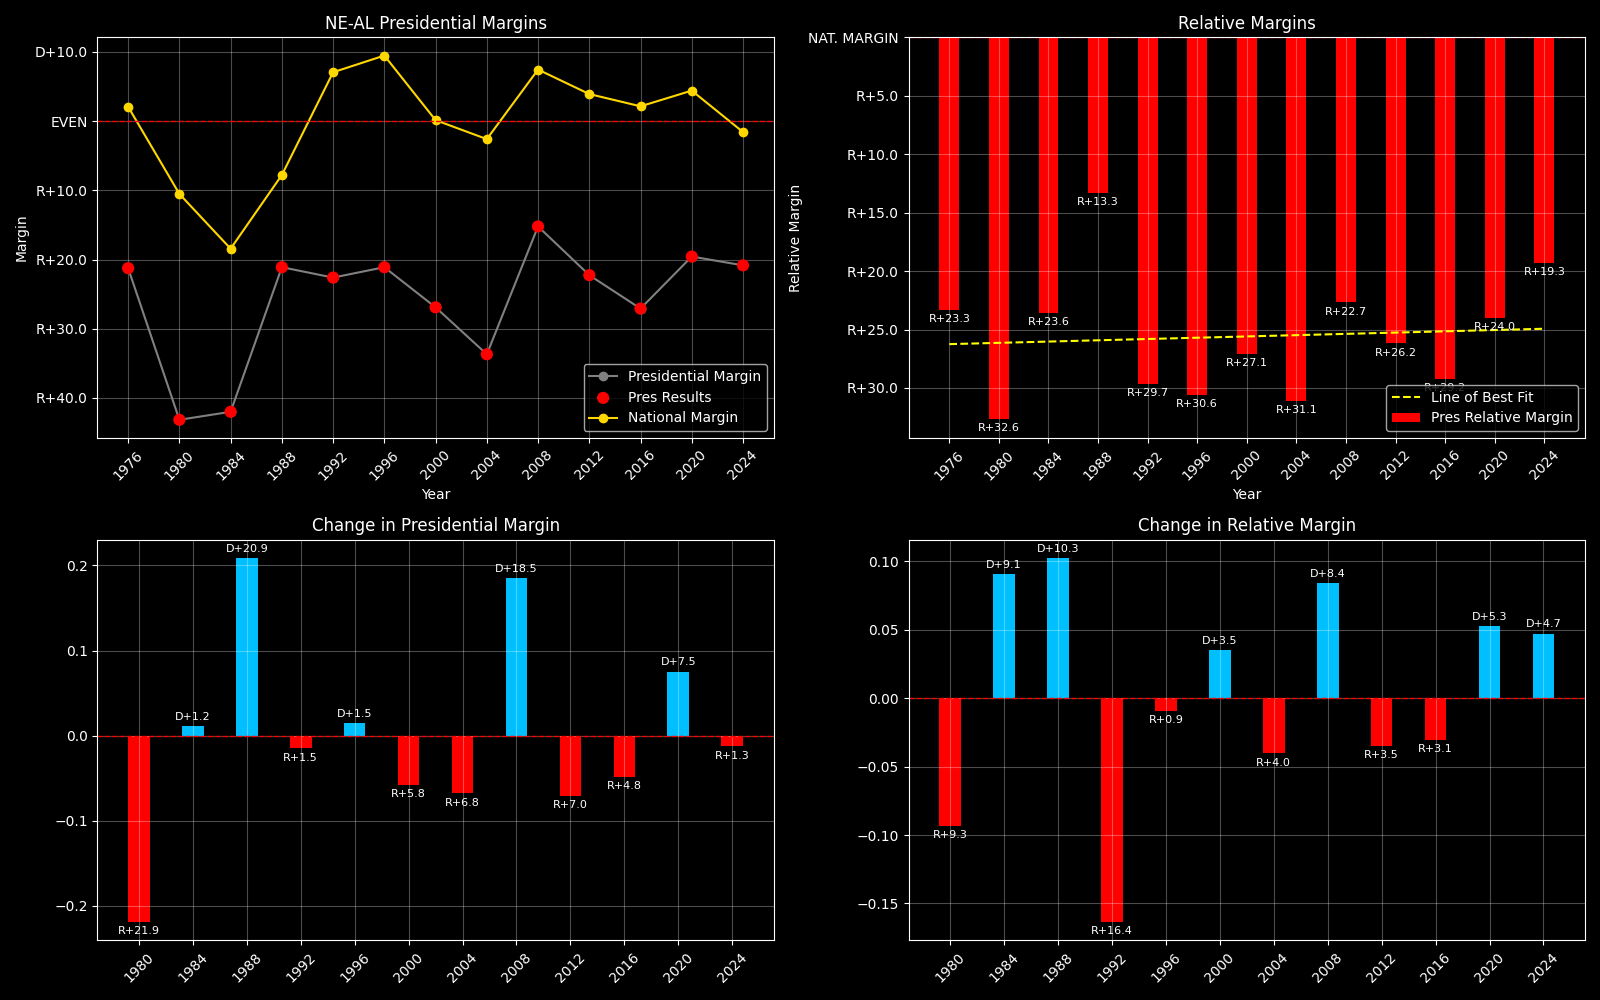 NE-AL Presidential Margins
D+10.0
EVEN
R+10.0
R+20.0
R+30.0
R+40.0
Margin
Presidential Margin
Pres Results
National Margin
1976
1980
1984
1988
1992
1996
2000
2004
2008
2012
2016
2020
2024
Year
Relative Margins
NAT. MARGIN
R+5.0
R+10.0
R+15.0
R+20.0
R+25.0
R+30.0
Relative Margin
R+23.3
R+32.6
R+23.6
R+13.3
R+29.7
R+30.6
R+27.1
R+31.1
R+22.7
R+26.2
R+29.2
R+24.0
R+19.3
Line of Best Fit
Pres Relative Margin
1976
1980
1984
1988
1992
1996
2000
2004
2008
2012
2016
2020
2024
Year
Change in Presidential Margin
0.2
0.1
0.0
−0.1
−0.2
R+21.9
D+1.2
D+20.9
R+1.5
D+1.5
R+5.8
R+6.8
D+18.5
R+7.0
R+4.8
D+7.5
R+1.3
1980
1984
1988
1992
1996
2000
2004
2008
2012
2016
2020
2024
Change in Relative Margin
0.10
0.05
0.00
−0.05
−0.10
−0.15
R+9.3
D+9.1
D+10.3
R+16.4
R+0.9
D+3.5
R+4.0
D+8.4
R+3.5
R+3.1
D+5.3
D+4.7
1980
1984
1988
1992
1996
2000
2004
2008
2012
2016
2020
2024